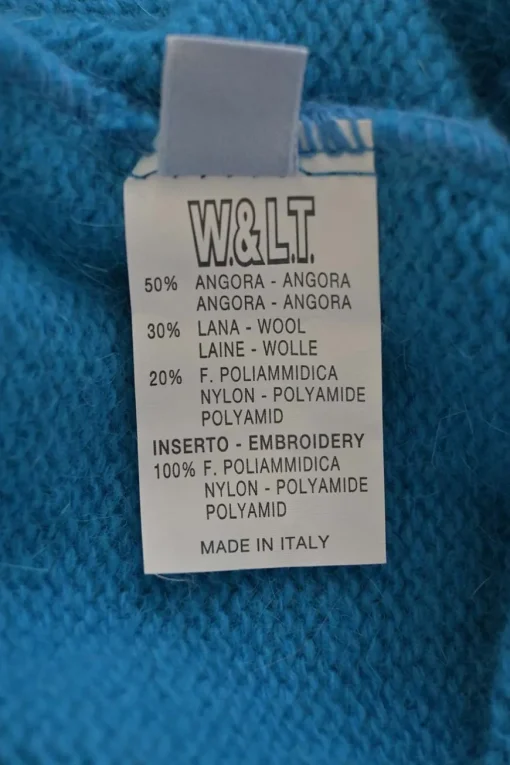 W.&L.T.
50% ANGORA - ANGORA
ANGORA - ANGORA
30% LANA - WOOL
LAINE - WOLLE
20% F. POLIAMMIDICA
NYLON - POLYAMIDE
POLYAMID
INSERTO - EMBROIDERY
100% F. POLIAMMIDICA
NYLON - POLYAMIDE
POLYAMID
MADE IN ITALY